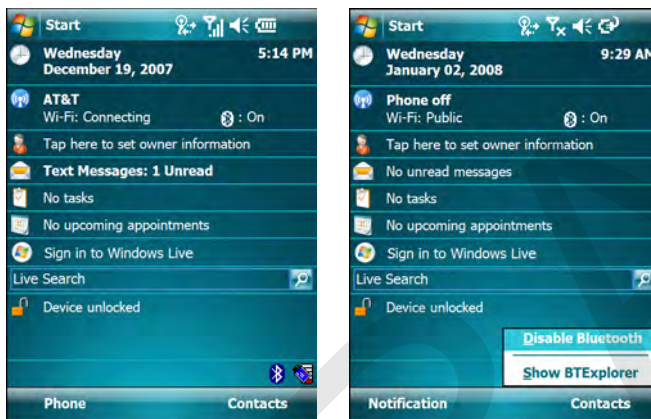 Start
Wednesday 5:14 PM
December 19, 2007
AT&T
Wi-Fi: Connecting : On
Tap here to set owner information
Text Messages: 1 Unread
No tasks
No upcoming appointments
Sign in to Windows Live
Live Search
Device unlocked
Phone Contacts
Start
Wednesday 9:29 AM
January 02, 2008
Phone off
Wi-Fi: Public : On
Tap here to set owner information
No unread messages
No tasks
No upcoming appointments
Sign in to Windows Live
Live Search
Device unlocked
Disable Bluetooth
Show BTExplorer
Notification Contacts